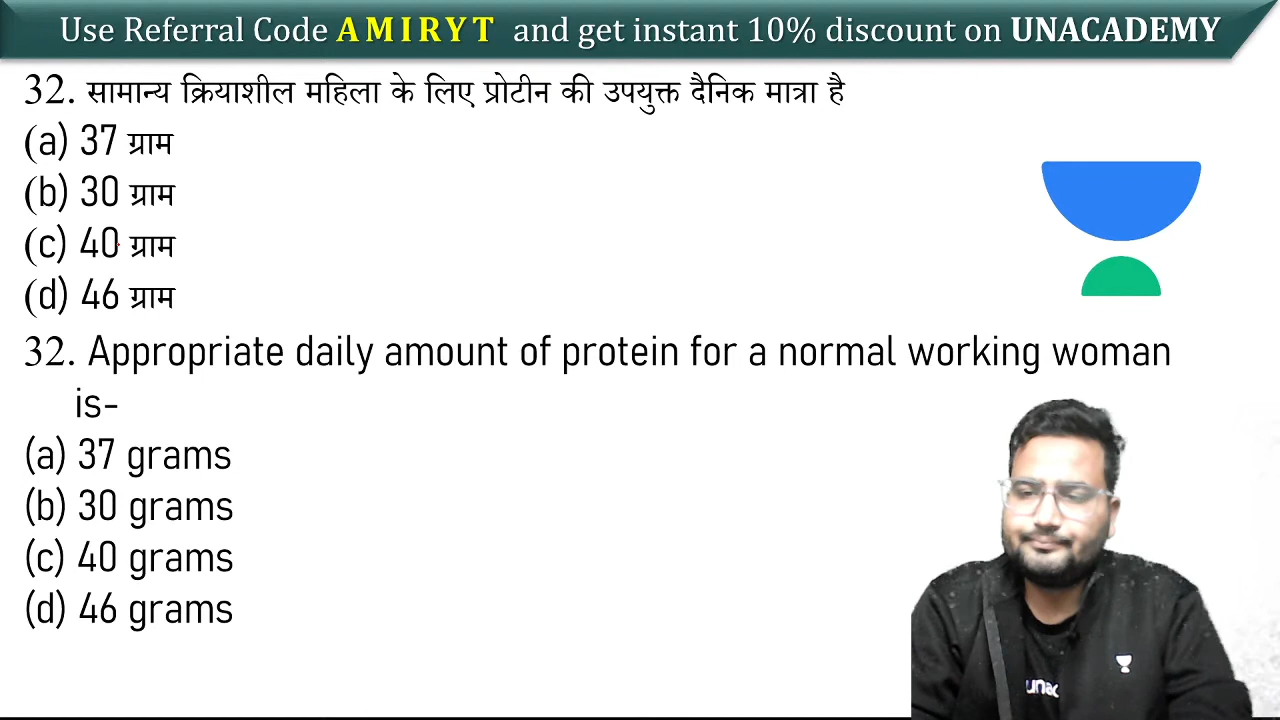 Use Referral Code AMIRYT and get instant 10% discount on UNACADEMY
32. सामान्य क्रियाशील महिला के लिए प्रोटीन की उपयुक्त दैनिक मात्रा है
(a) 37 ग्राम
(b) 30 ग्राम
(c) 40 ग्राम
(d) 46 ग्राम
32. Appropriate daily amount of protein for a normal working woman
is-
(a) 37 grams
(b) 30 grams
(c) 40 grams
(d) 46 grams
unac